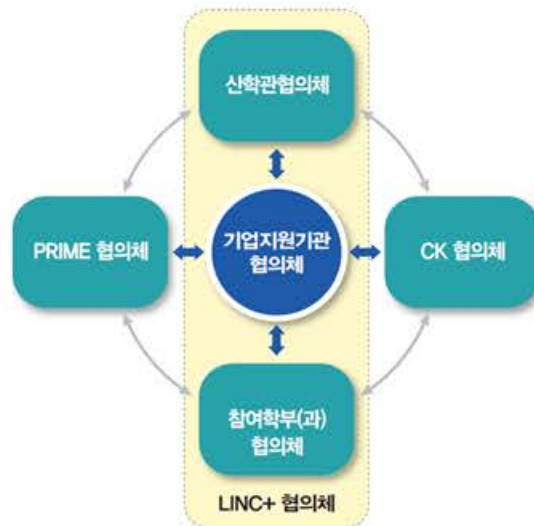 산학관협의체
PRIME 협의체
기업지원기관
협의체
CK 협의체
참여학부(과)
협의체
LINC+ 협의체